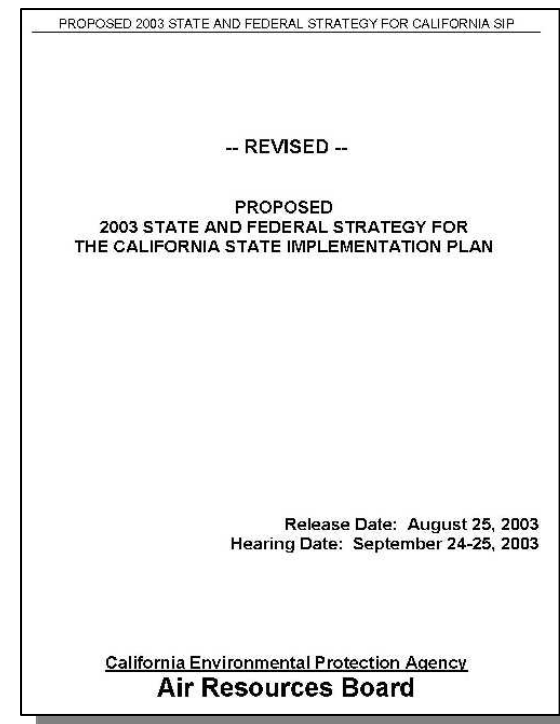 PROPOSED 2003 STATE AND FEDERAL STRATEGY FOR CALIFORNIA SIP
-- REVISED --
PROPOSED
2003 STATE AND FEDERAL STRATEGY FOR
THE CALIFORNIA STATE IMPLEMENTATION PLAN
Release Date: August 25, 2003
Hearing Date: September 24-25, 2003
California Environmental Protection Agency
Air Resources Board